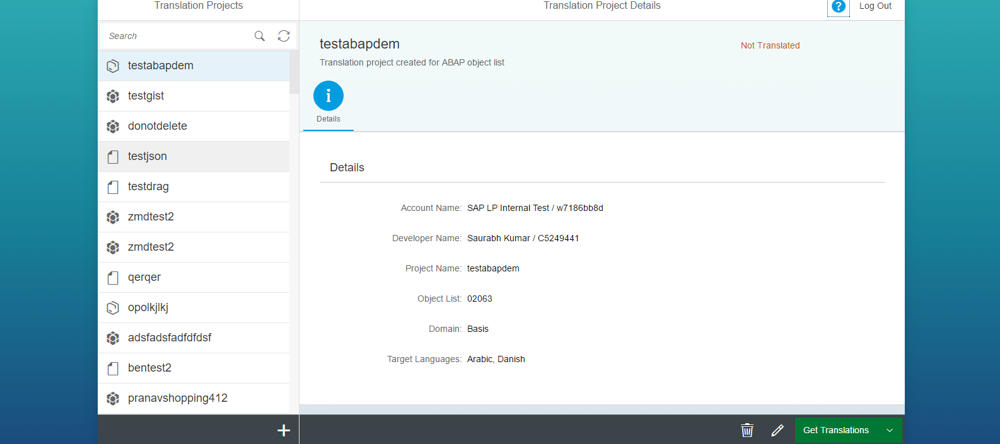 Translation Projects
Translation Project Details
?
Log Out
Search
testabapdem
testgist
donotdelete
testjson
testdrag
zmdtest2
zmdtest2
qerqer
opolkjlkj
adsfadsfadfdfdsf
bentest2
pranavshopping412
testabapdem
Not Translated
Translation project created for ABAP object list
i
Details
Details
Account Name: SAP LP Internal Test / w7186bb8d
Developer Name: Saurabh Kumar / C5249441
Project Name: testabapdem
Object List: 02063
Domain: Basis
Target Languages: Arabic, Danish
Get Translations